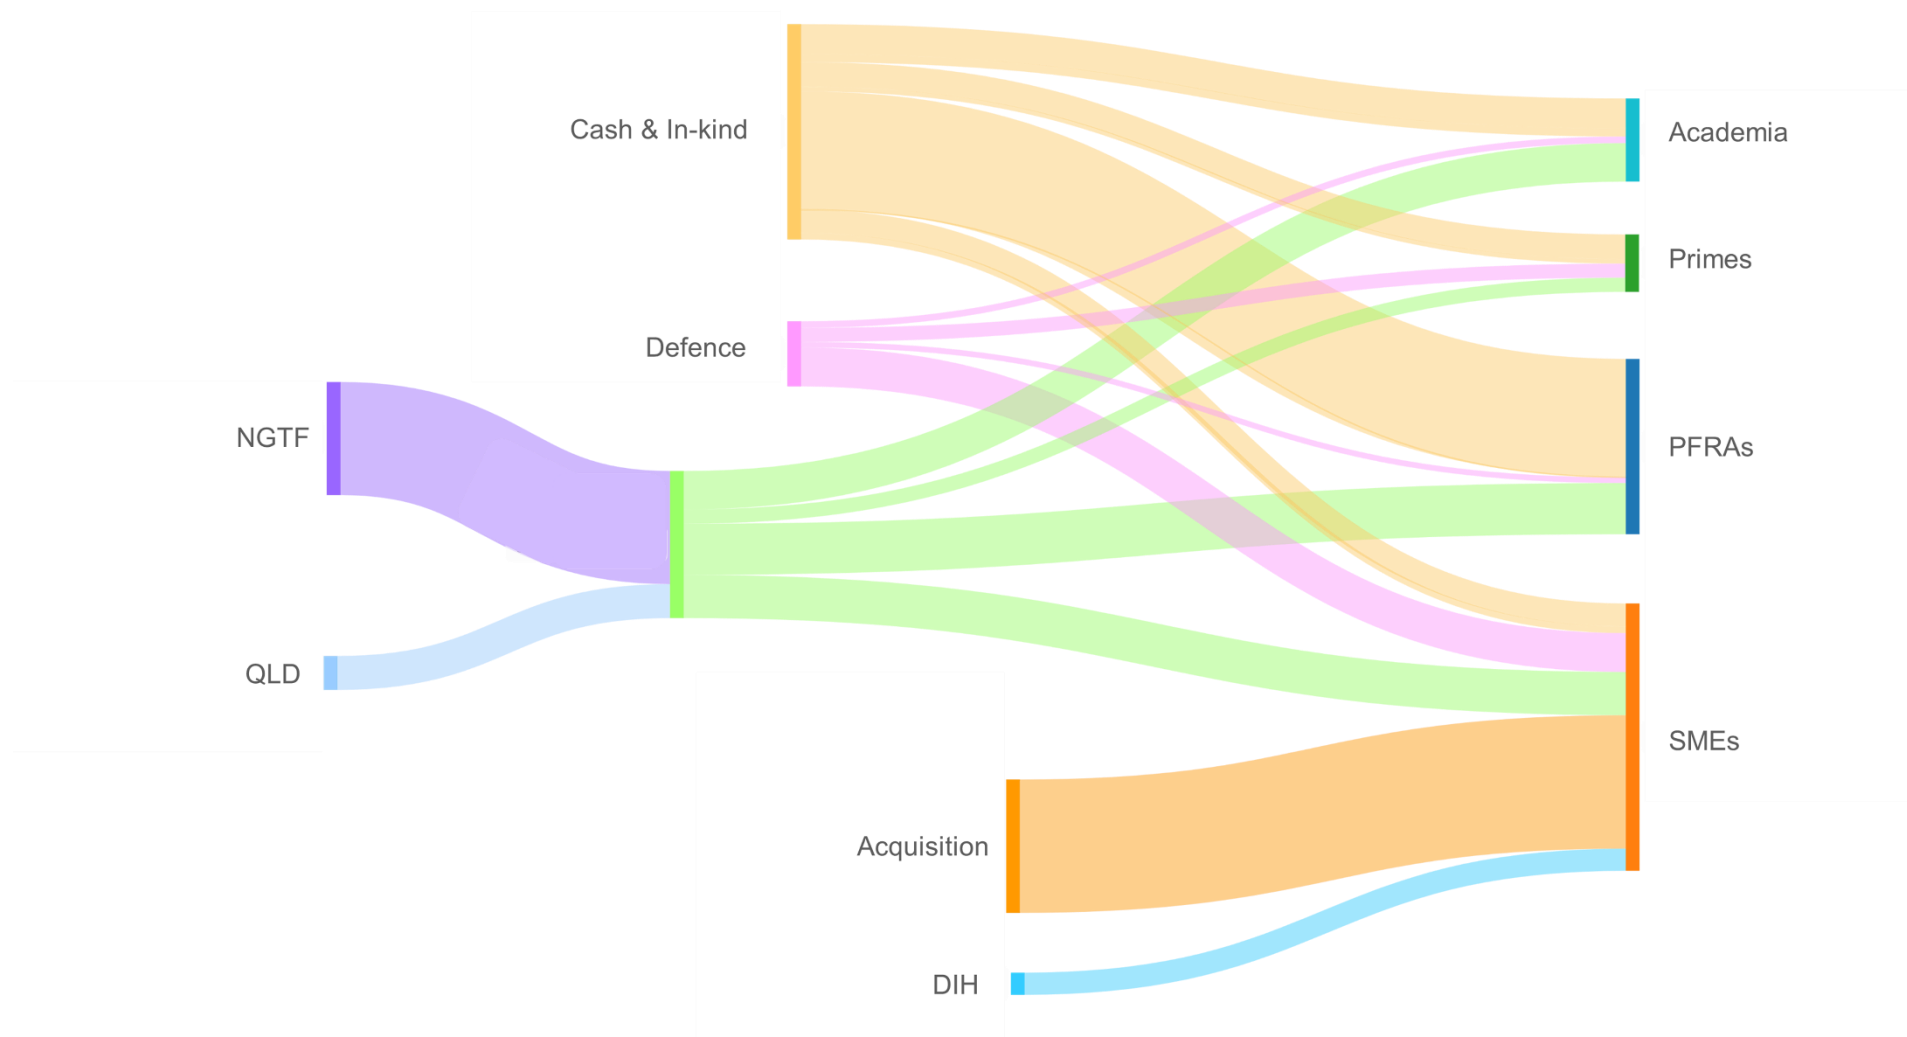 Cash & In-kind
Academia
Primes
Defence
NGTF
PFRAs
QLD
SMEs
Acquisition
DIH